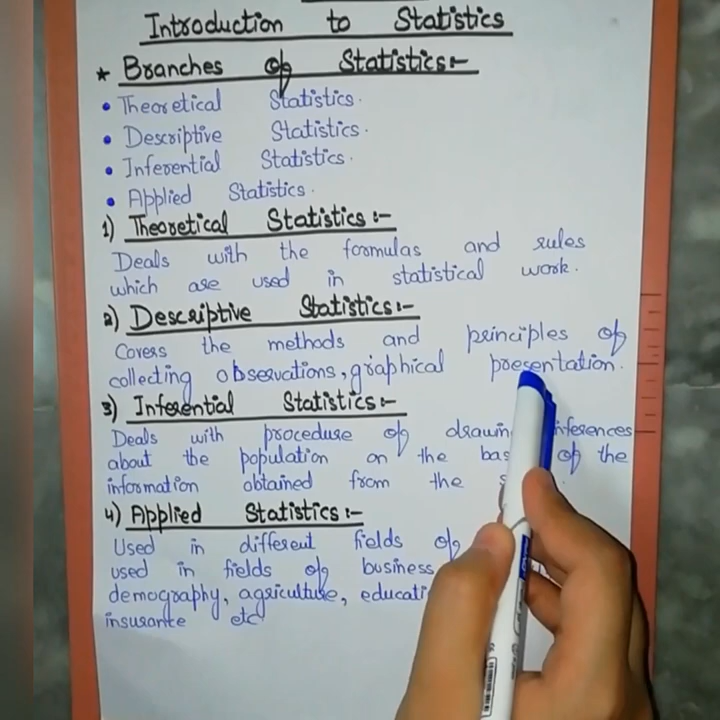 Introduction to Statistics
* Branches of Statistics:-
• Theoretical Statistics.
• Descriptive Statistics.
• Inferential Statistics.
• Applied Statistics.
1) Theoretical Statistics:-
Deals with the formulas and rules
which are used in statistical work.
2) Descriptive Statistics:-
Covers the methods and principles of
collecting observations, graphical presentation.
3) Inferential Statistics:-
Deals with procedure of inferences
about the population on the of the
information obtained from the
4) Applied Statistics:-
Used in different fields of
used in fields of business
demography, agriculture,
insurante etc